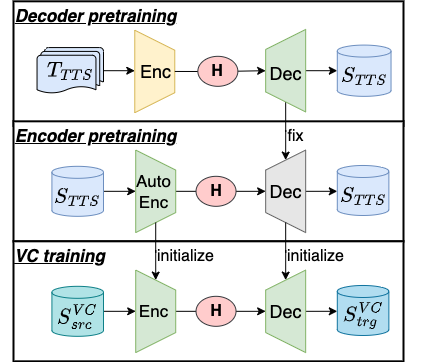 Decoder pretraining
T_{TTS} Enc H Dec S_{TTS}
fix
Encoder pretraining
S_{TTS} Auto Enc H Dec S_{TTS}
initialize initialize
VC training
S^{VC}_{src} Enc H Dec S^{VC}_{trg}